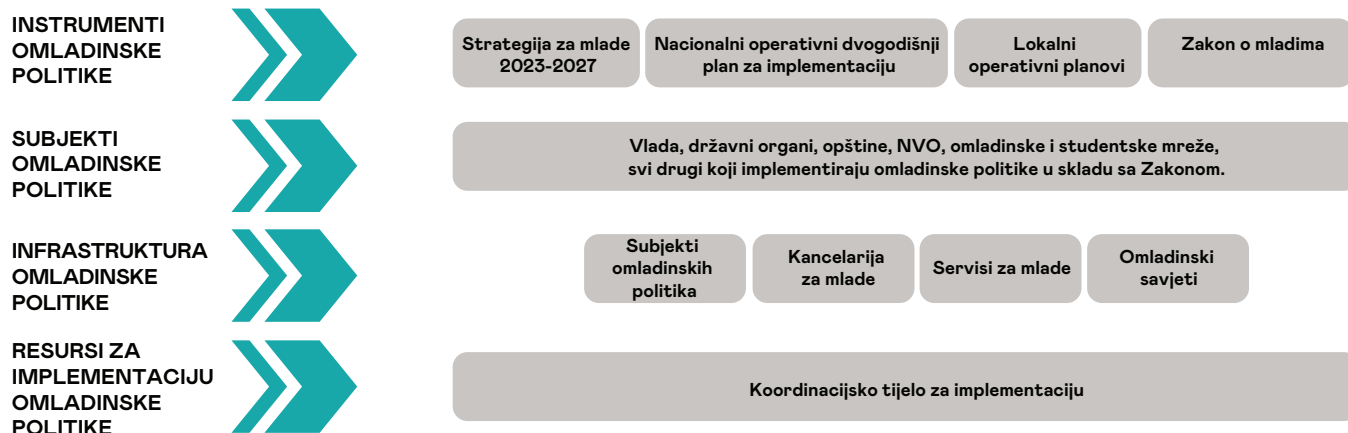 INSTRUMENTI
OMLADINSKE
POLITIKE
Strategija za mlade
2023-2027
Nacionalni operativni dvogodišnji
plan za implementaciju
Lokalni
operativni planovi
Zakon o mladima
SUBJEKTI
OMLADINSKE
POLITIKE
Vlada, državni organi, opštine, NVO, omladinske i studentske mreže,
svi drugi koji implementiraju omladinske politike u skladu sa Zakonom.
INFRASTRUKTURA
OMLADINSKE
POLITIKE
Subjekti
omladinskih
politika
Kancelarija
za mlade
Servisi za mlade
Omladinski
savjeti
RESURSI ZA
IMPLEMENTACIJU
OMLADINSKE
POLITIKE
Koordinacijsko tijelo za implementaciju